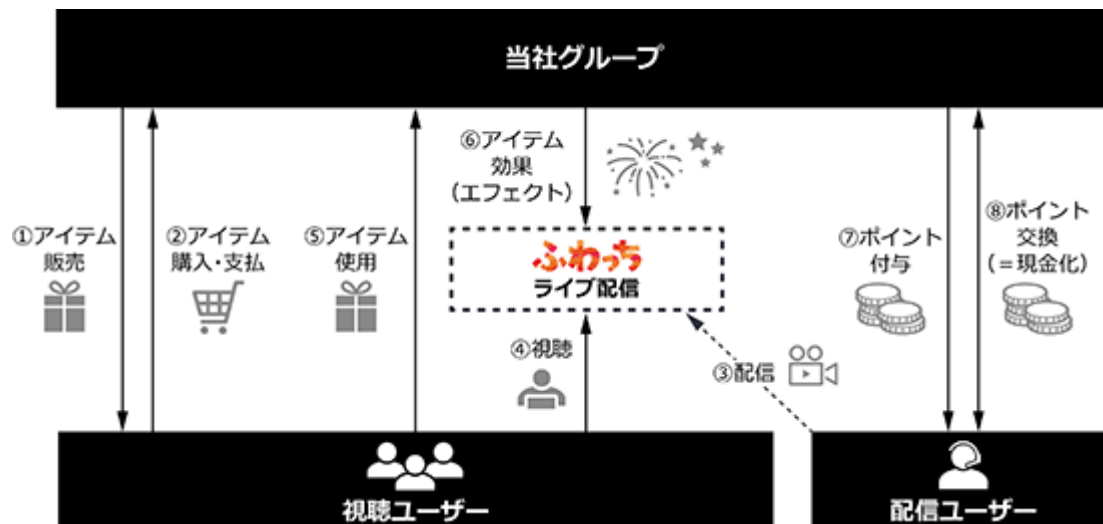 当社グループ
①アイテム
販売
②アイテム
購入・支払
⑤アイテム
使用
⑥アイテム
効果
(エフェクト)
ふわっち
ライブ配信
④視聴
③配信
⑦ポイント
付与
⑧ポイント
交換
(=現金化)
視聴ユーザー
配信ユーザー